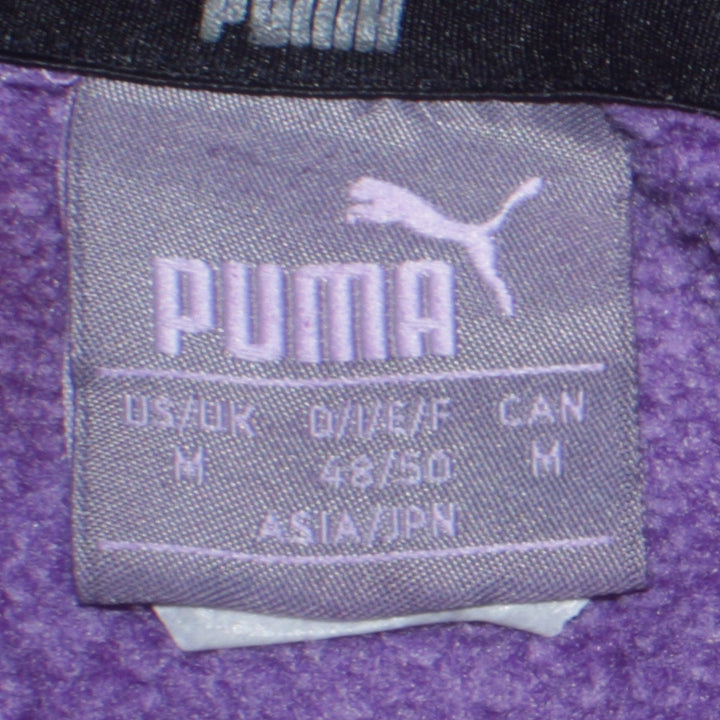 PUMA
PUMA
US/UK D/I/E/F CAN
M 48/50 M
ASIA/JPN